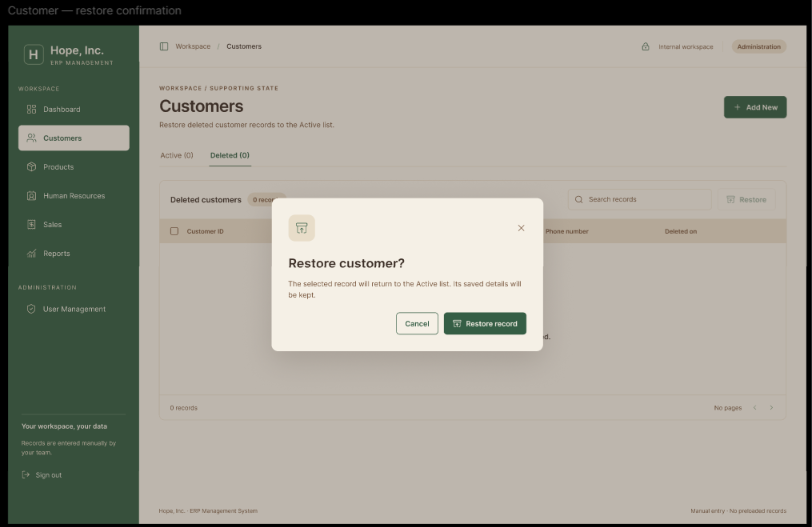 Customer — restore confirmation
H
Hope, Inc.
ERP MANAGEMENT
WORKSPACE
Dashboard
Customers
Products
Human Resources
Sales
Reports
ADMINISTRATION
User Management
Your workspace, your data
Records are entered manually by
your team.
Sign out
Workspace / Customers
Internal workspace
Administration
WORKSPACE / SUPPORTING STATE
Customers
Restore deleted customer records to the Active list.
Add New
Active (0)
Deleted (0)
Deleted customers
0
Search records
Restore
Customer ID
Phone number
Deleted on
Restore customer?
The selected record will return to the Active list. Its saved details will
be kept.
Cancel
Restore record
0 records
No pages
Hope, Inc. · ERP Management System
Manual entry · No preloaded records